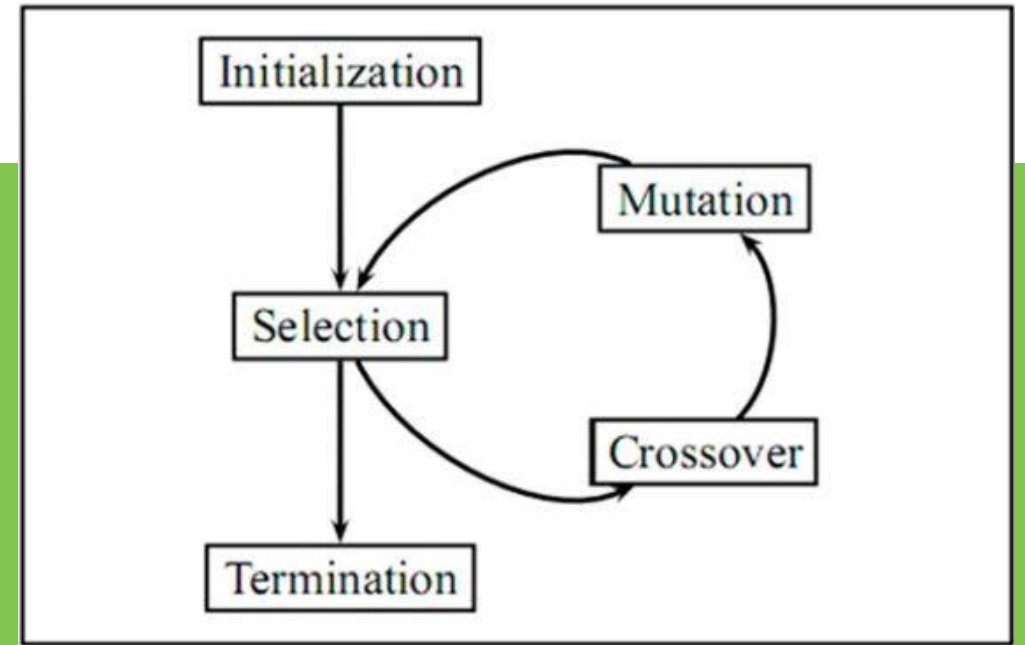 Initialization
Mutation
Selection
Crossover
Termination